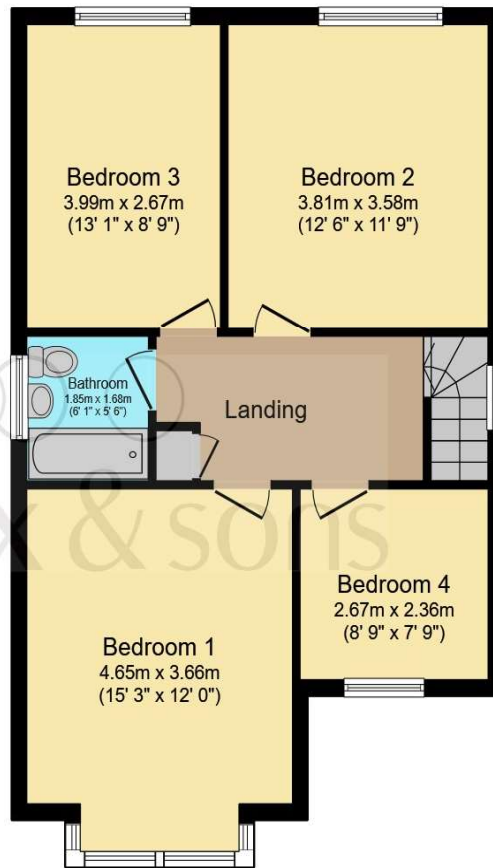 Bedroom 3
3.99m x 2.67m
(13' 1" x 8' 9")
Bedroom 2
3.81m x 3.58m
(12' 6" x 11' 9")
Bathroom
1.85m x 1.68m
(6' 1" x 5' 6")
Landing
x & sons
Bedroom 4
2.67m x 2.36m
(8' 9" x 7' 9")
Bedroom 1
4.65m x 3.66m
(15' 3" x 12' 0")